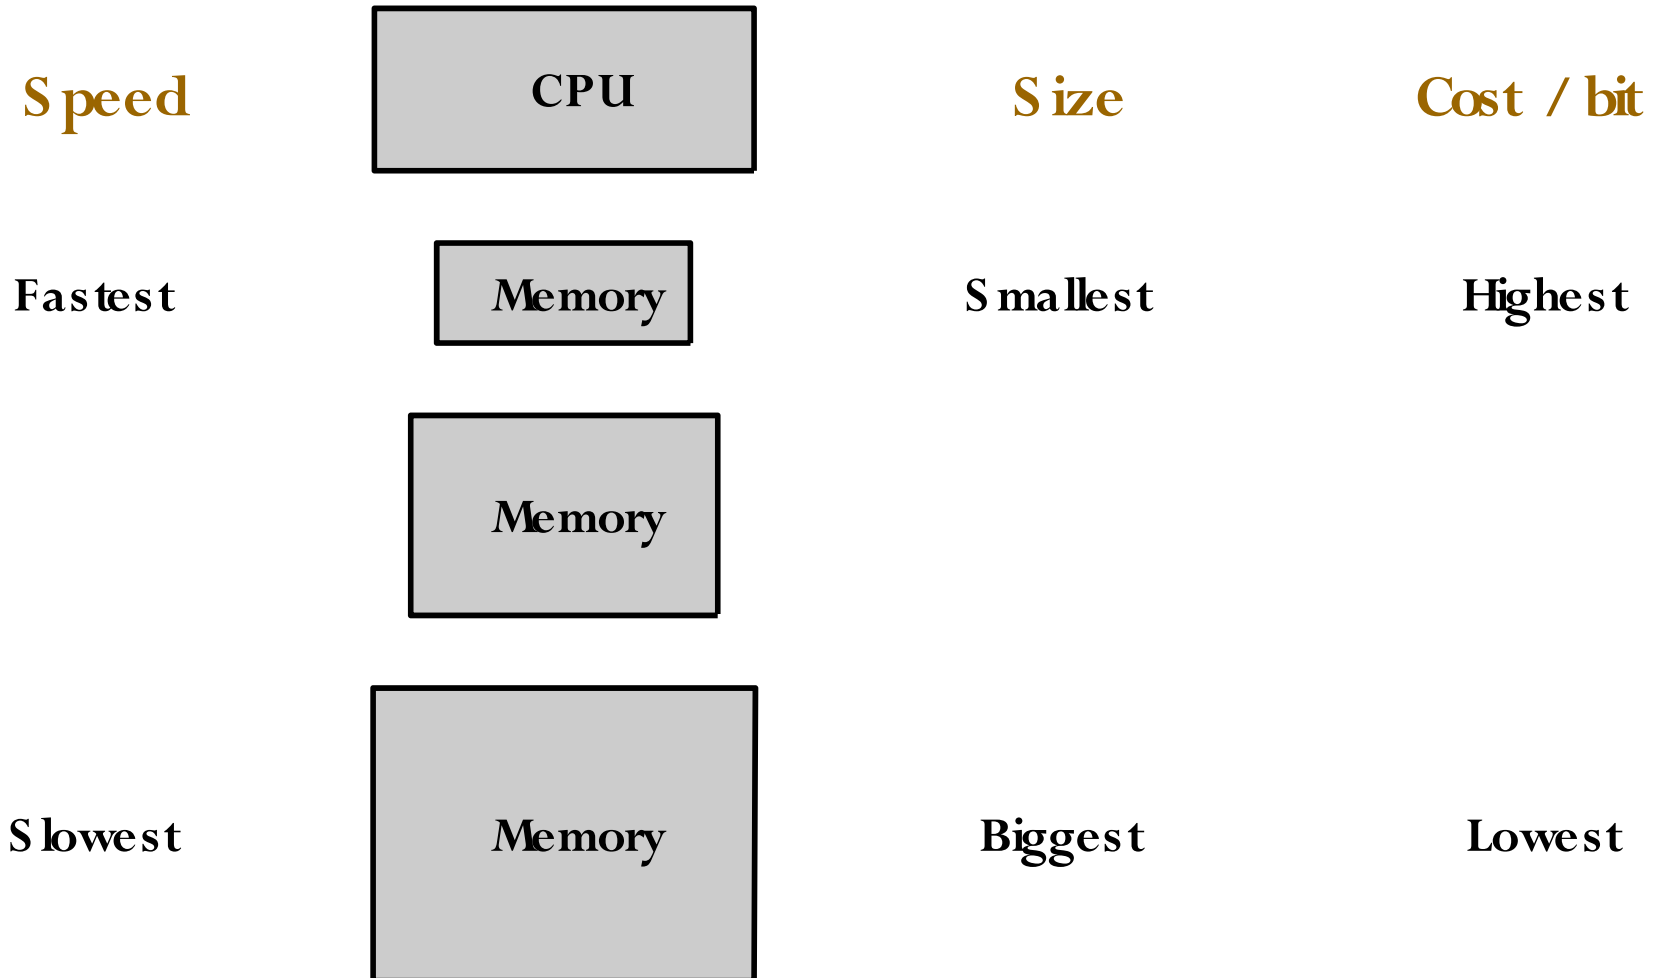 Speed CPU Size Cost / bit
Fastest Memory Smallest Highest
Memory
Slowest Memory Biggest Lowest